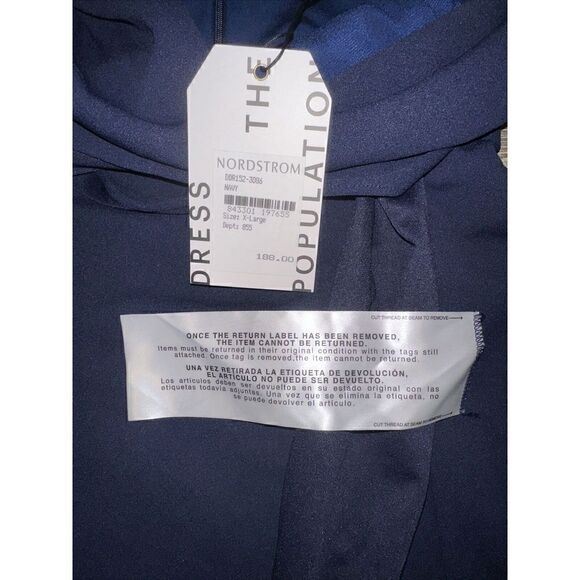 DRESS THE
POPULATION
NORDSTROM
DDR152-3086
NAVY
843301 197655
Size: X-Large
Dept: 855
188.00
CUT THREAD AT SEAM TO REMOVE
ONCE THE RETURN LABEL HAS BEEN REMOVED,
THE ITEM CANNOT BE RETURNED.
Items must be returned in their original condition with the tags still
attached. Once tag is removed,the item cannot be returned.
UNA VEZ RETIRADA LA ETIQUETA DE DEVOLUCIÓN,
EL ARTÍCULO NO PUEDE SER DEVUELTO.
Los artículos deben ser devueltos en su estado original con las
etiquetas todavía adjuntas. Una vez que se elimina la etiqueta, no
se puede devolver el artículo.
CUT THREAD AT SEAM TO REMOVE